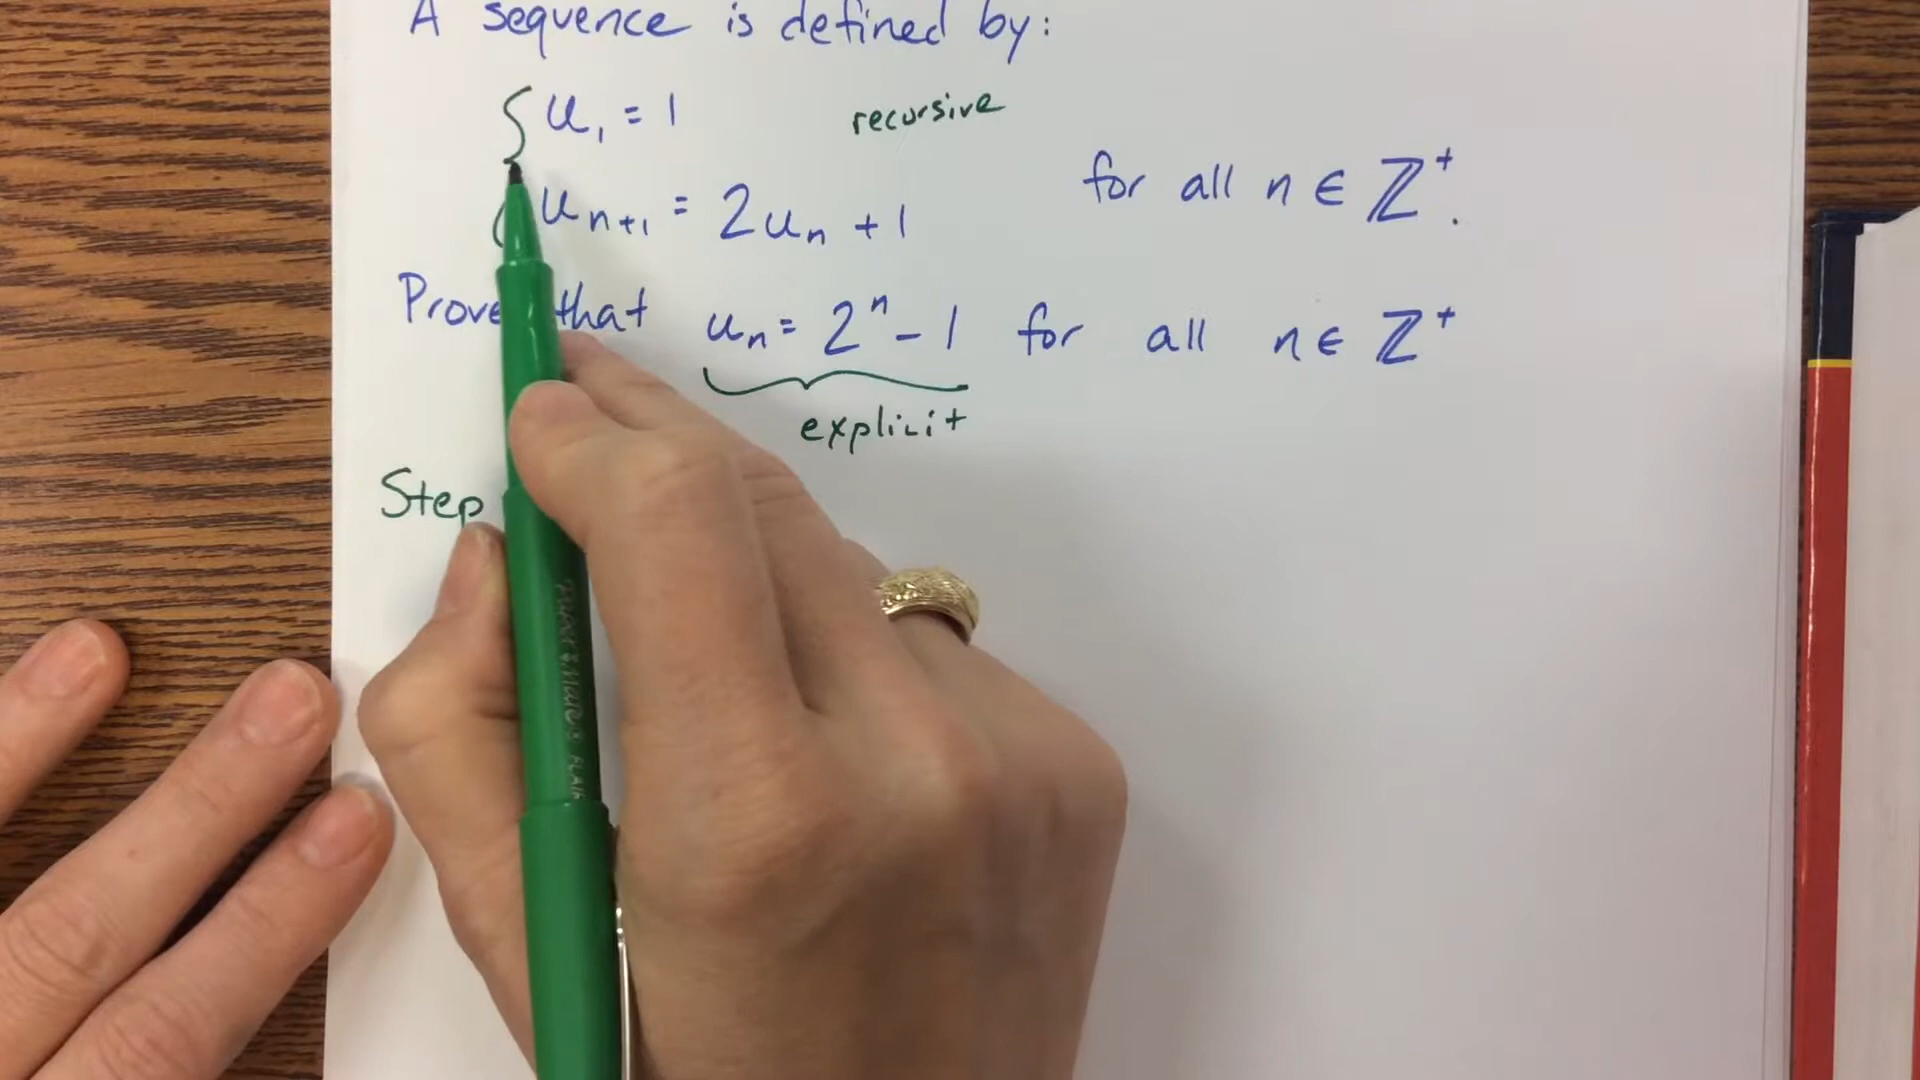 A sequence is defined by:
u₁ = 1 recursive
uₙ₊₁ = 2uₙ + 1 for all n ∈ ℤ⁺.
Prove that uₙ = 2ⁿ - 1 for all n ∈ ℤ⁺
explicit
Step
FLAIR